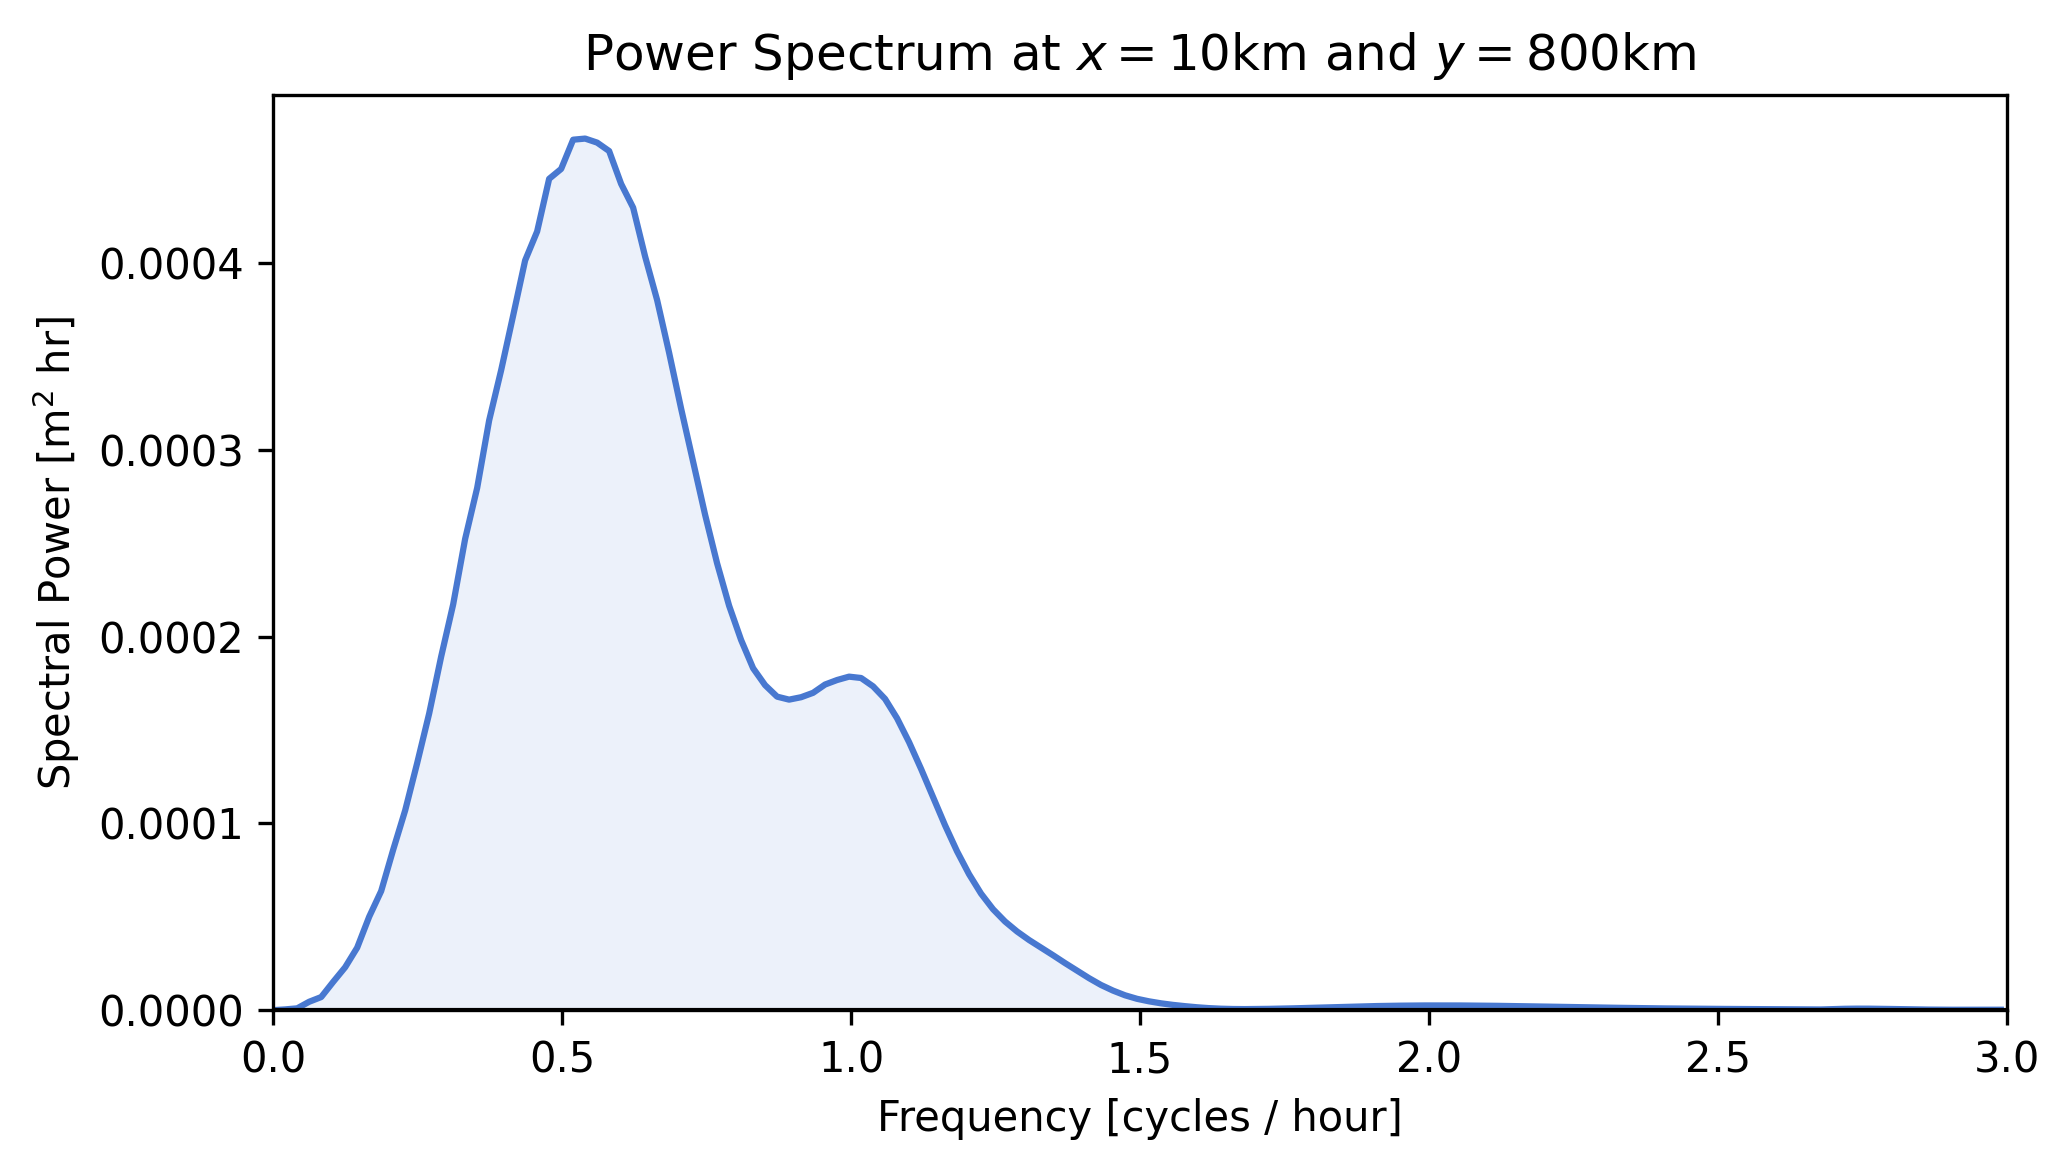 Power Spectrum at x = 10km and y = 800km
Spectral Power [m² hr]
0.0004
0.0003
0.0002
0.0001
0.0000
0.0 0.5 1.0 1.5 2.0 2.5 3.0
Frequency [cycles / hour]